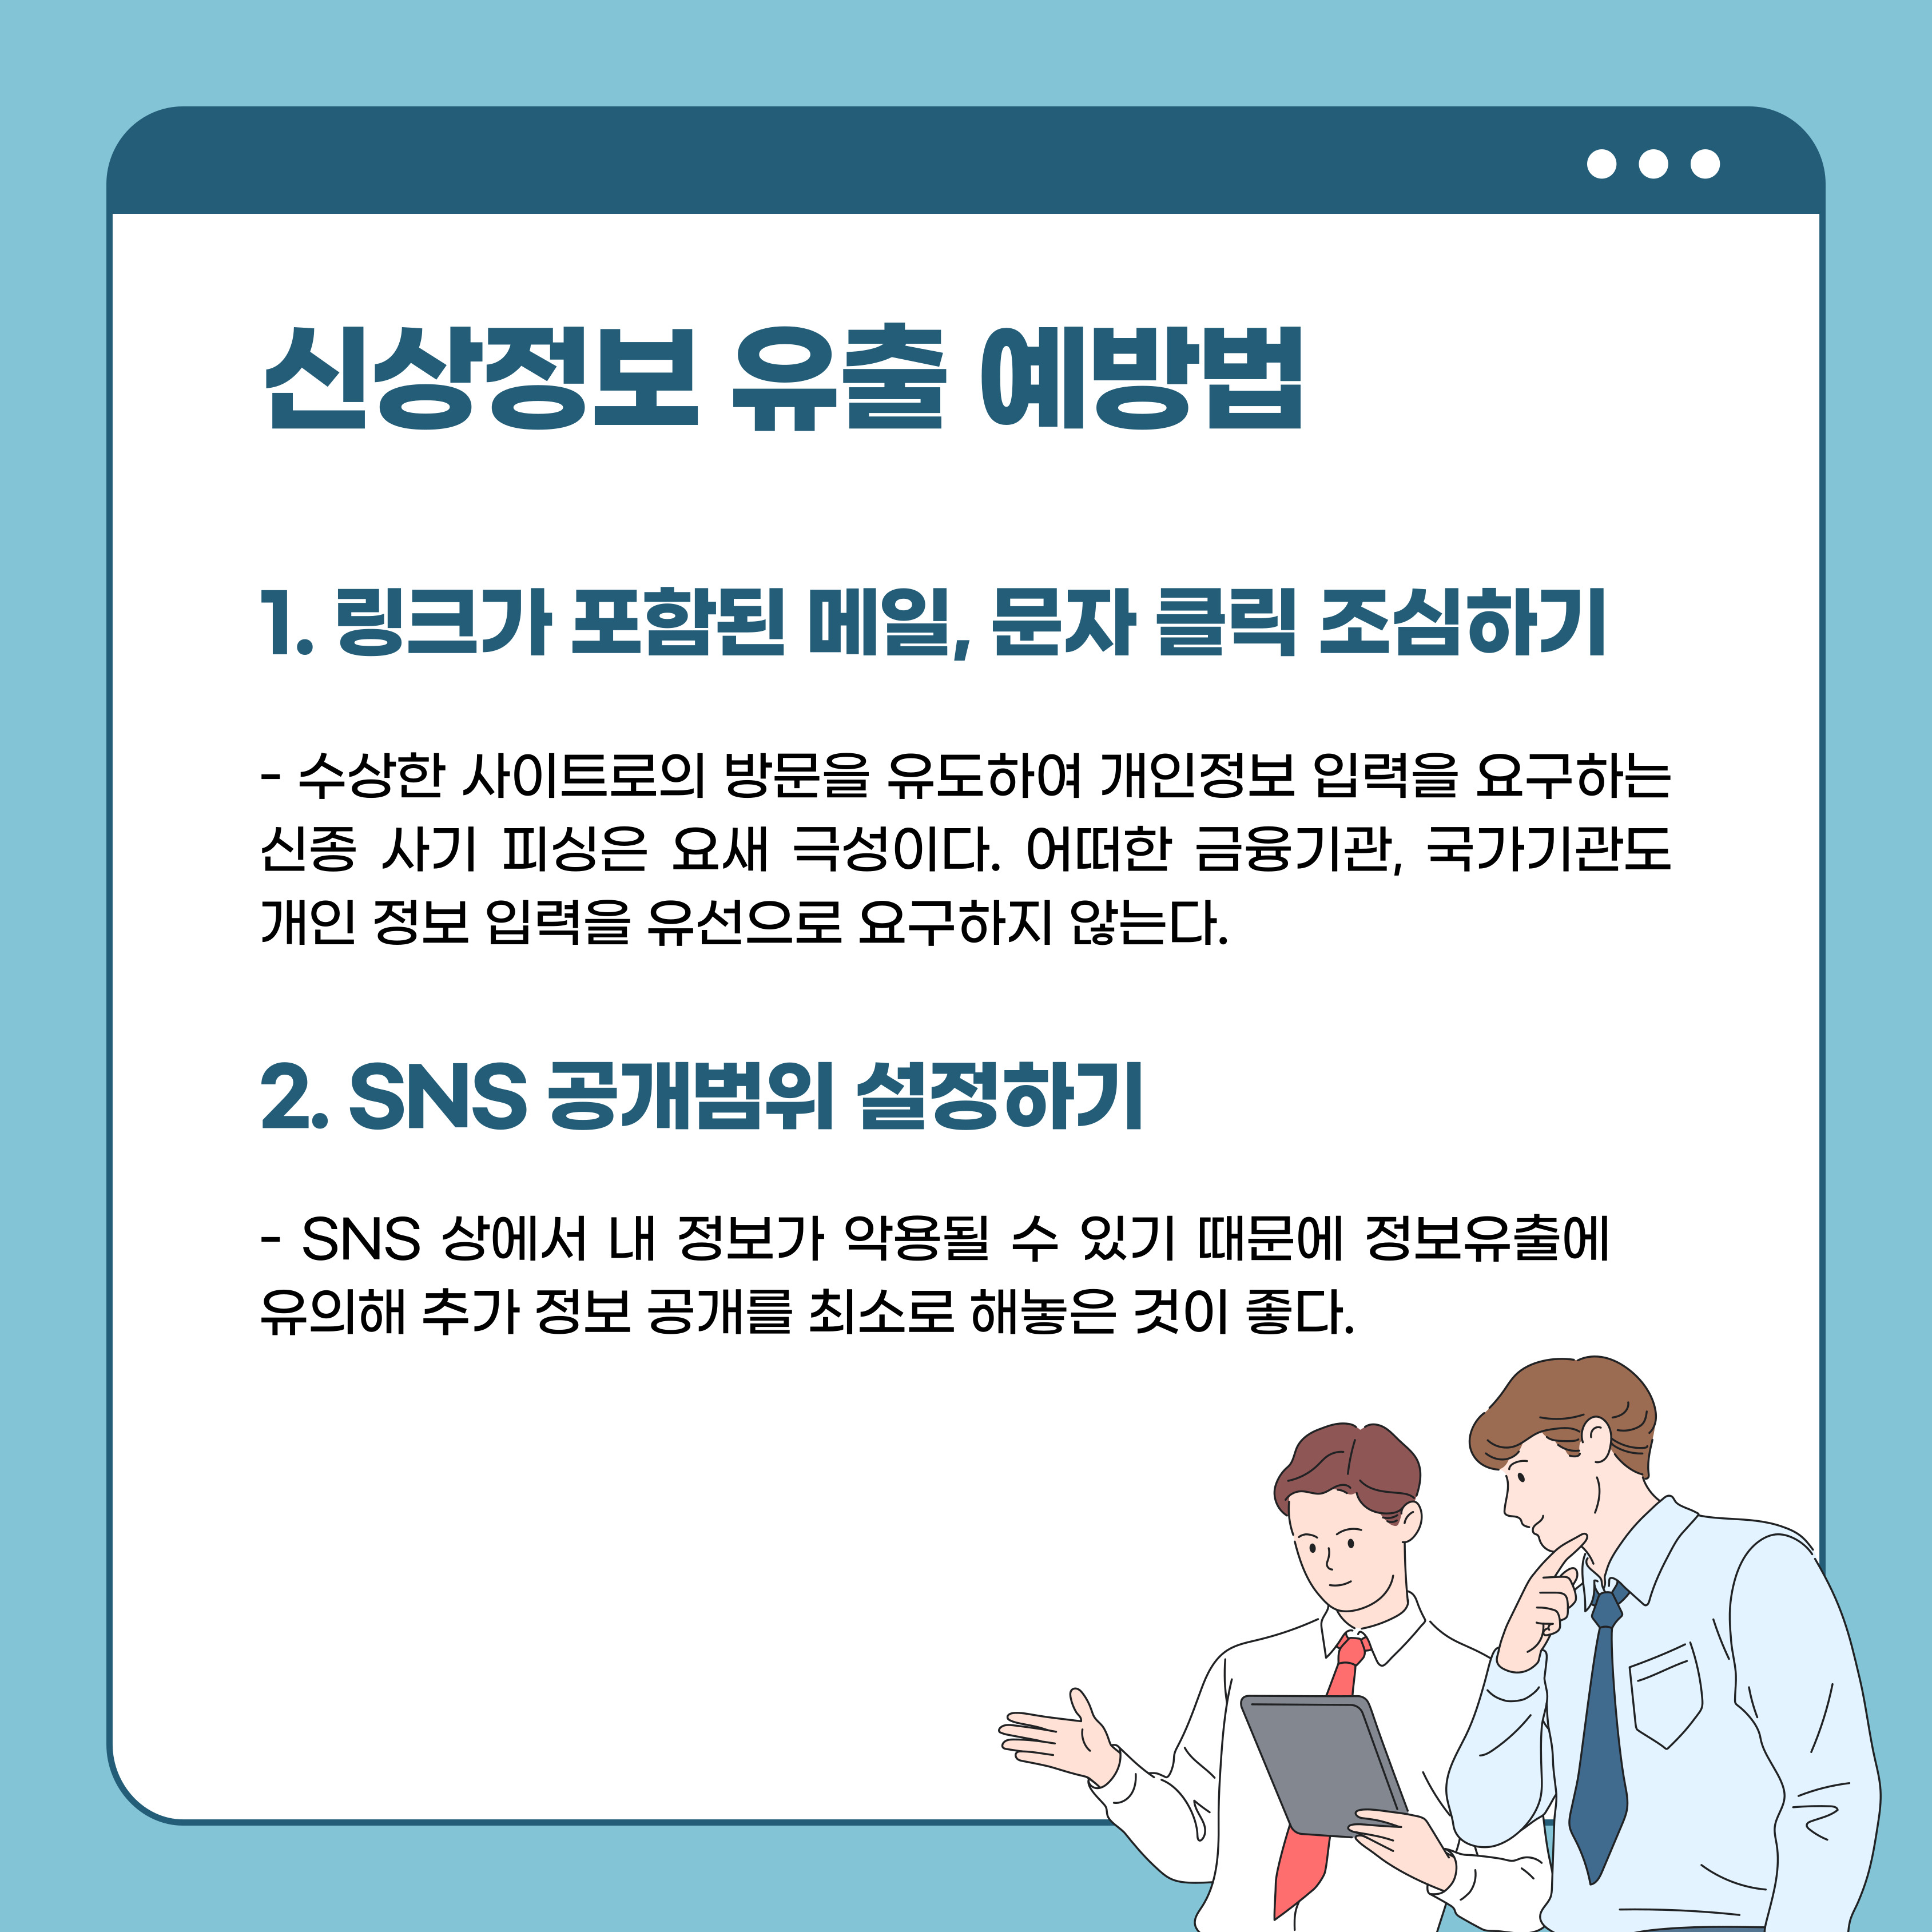 신상정보 유출 예방법
1. 링크가 포함된 메일, 문자 클릭 조심하기
- 수상한 사이트로의 방문을 유도하여 개인정보 입력을 요구하는
신종 사기 피싱은 요새 극성이다. 어떠한 금융기관, 국가기관도
개인 정보 입력을 유선으로 요구하지 않는다.
2. SNS 공개범위 설정하기
- SNS 상에서 내 정보가 악용될 수 있기 때문에 정보유출에
유의해 추가 정보 공개를 최소로 해놓은 것이 좋다.